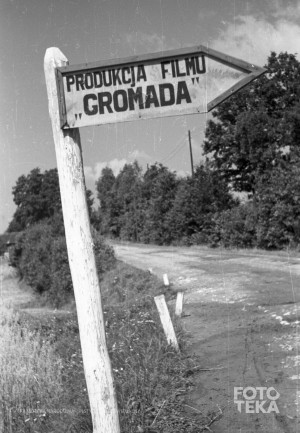 PRODUKCJA FILMU
"GROMADA"
FOTO
TEKA